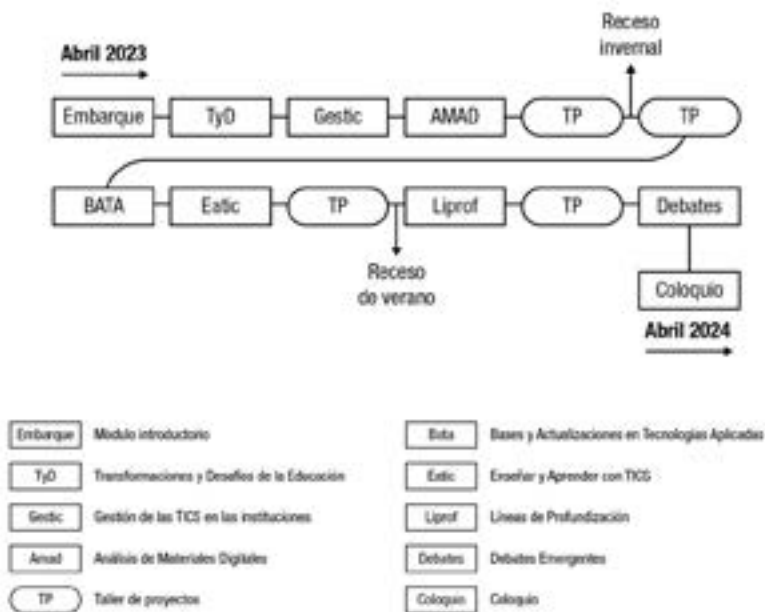 Receso
invernal
Abril 2023
Embarque TyD Gestic AMAD TP TP
BATA Eatic TP Liprof TP Debates
Receso
de verano
Coloquio
Abril 2024
Embarque Modulo introductorio
TyD Transformaciones y Desafíos de la Educación
Gestic Gestión de las TICS en las instituciones
Amad Análisis de Materiales Digitales
TP Taller de proyectos
Bata Bases y Actualizaciones en Tecnologías Aplicadas
Eatic Enseñar y Aprender con TICS
Liprof Líneas de Profundización
Debates Debates Emergentes
Coloquio Coloquio